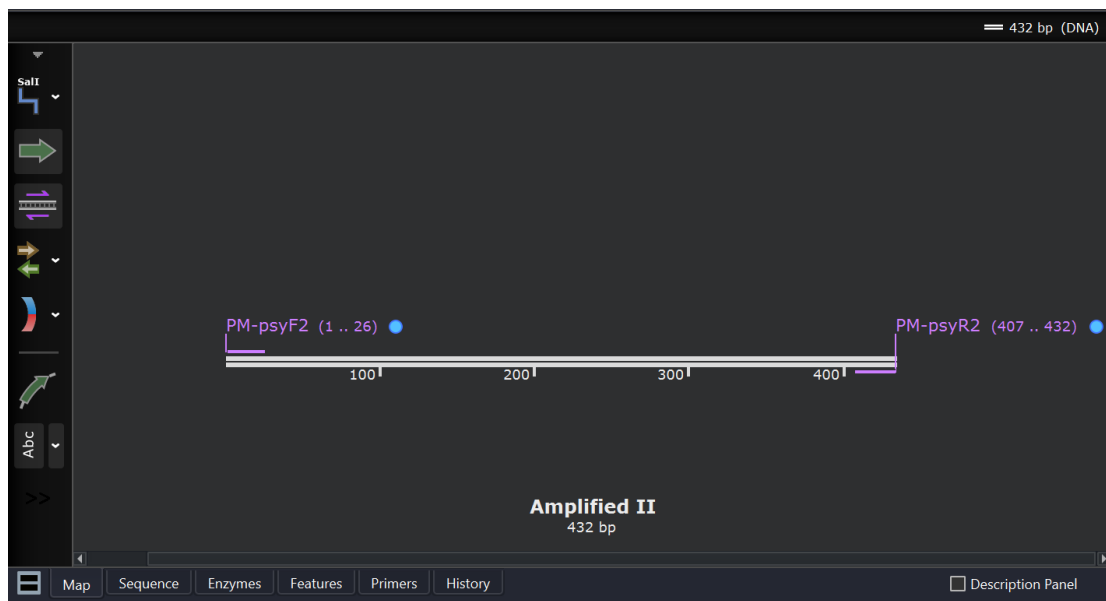 432 bp (DNA)
SalI
PM-psyF2 (1 .. 26)
PM-psyR2 (407 .. 432)
100
200
300
400
Abc
>>
Amplified II
432 bp
Map
Sequence
Enzymes
Features
Primers
History
Description Panel